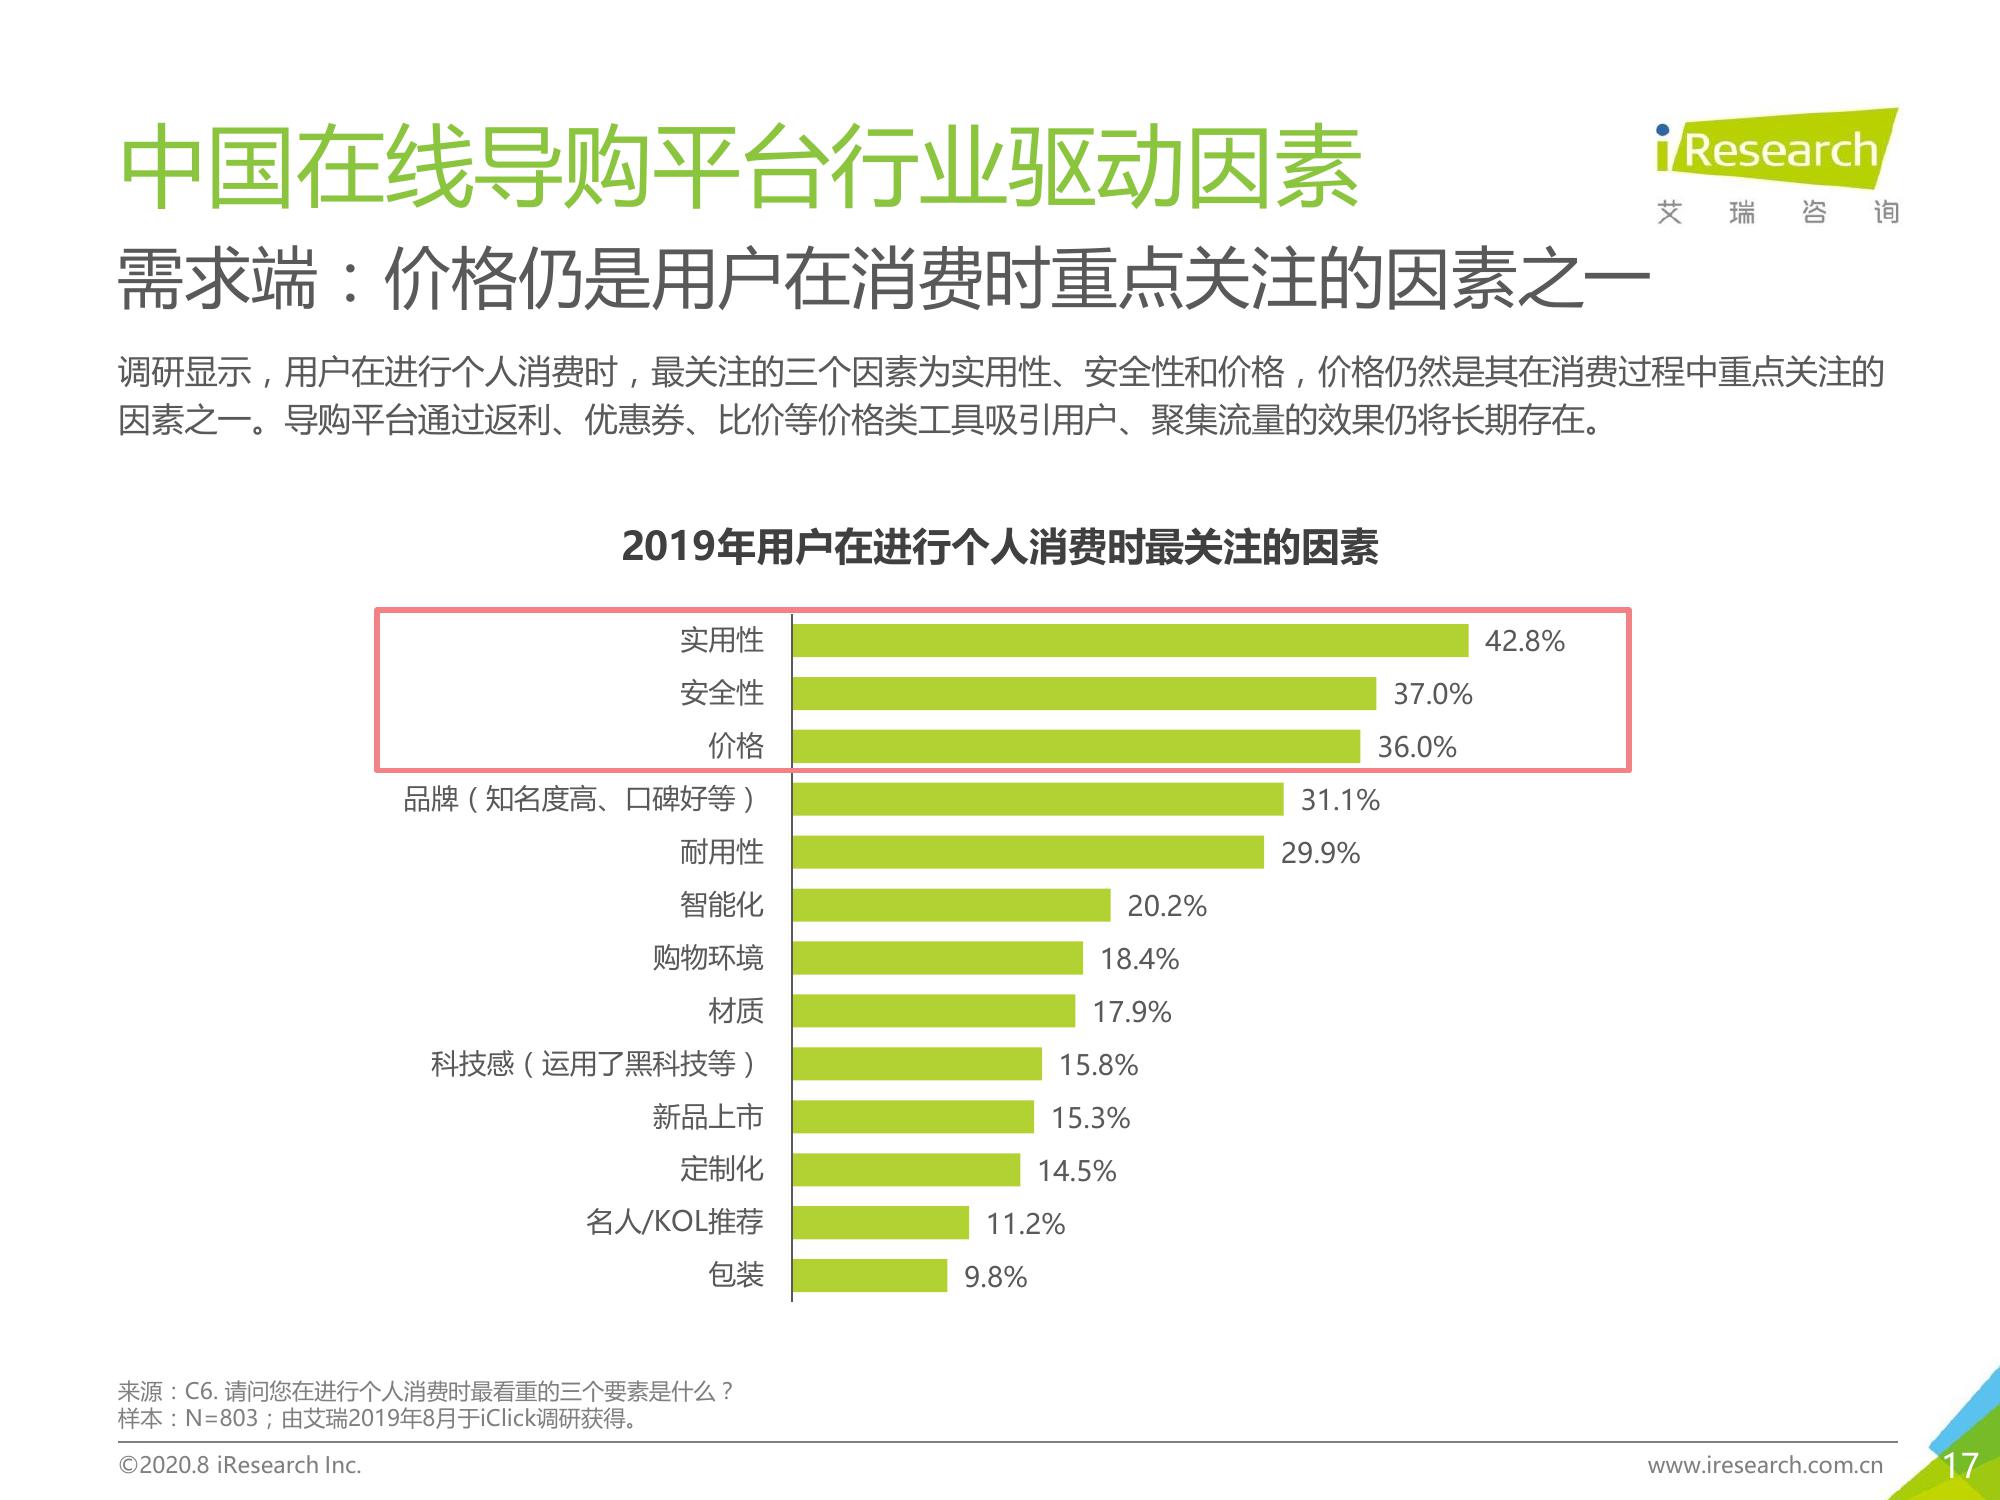 中国在线导购平台行业驱动因素
iResearch
艾瑞咨询
需求端：价格仍是用户在消费时重点关注的因素之一
调研显示，用户在进行个人消费时，最关注的三个因素为实用性、安全性和价格，价格仍然是其在消费过程中重点关注的
因素之一。导购平台通过返利、优惠券、比价等价格类工具吸引用户、聚集流量的效果仍将长期存在。
2019年用户在进行个人消费时最关注的因素
实用性 42.8%
安全性 37.0%
价格 36.0%
品牌（知名度高、口碑好等） 31.1%
耐用性 29.9%
智能化 20.2%
购物环境 18.4%
材质 17.9%
科技感（运用了黑科技等） 15.8%
新品上市 15.3%
定制化 14.5%
名人/KOL推荐 11.2%
包装 9.8%
来源：C6. 请问您在进行个人消费时最看重的三个要素是什么？
样本：N=803；由艾瑞2019年8月于iClick调研获得。
©2020.8 iResearch Inc.
www.iresearch.com.cn
17